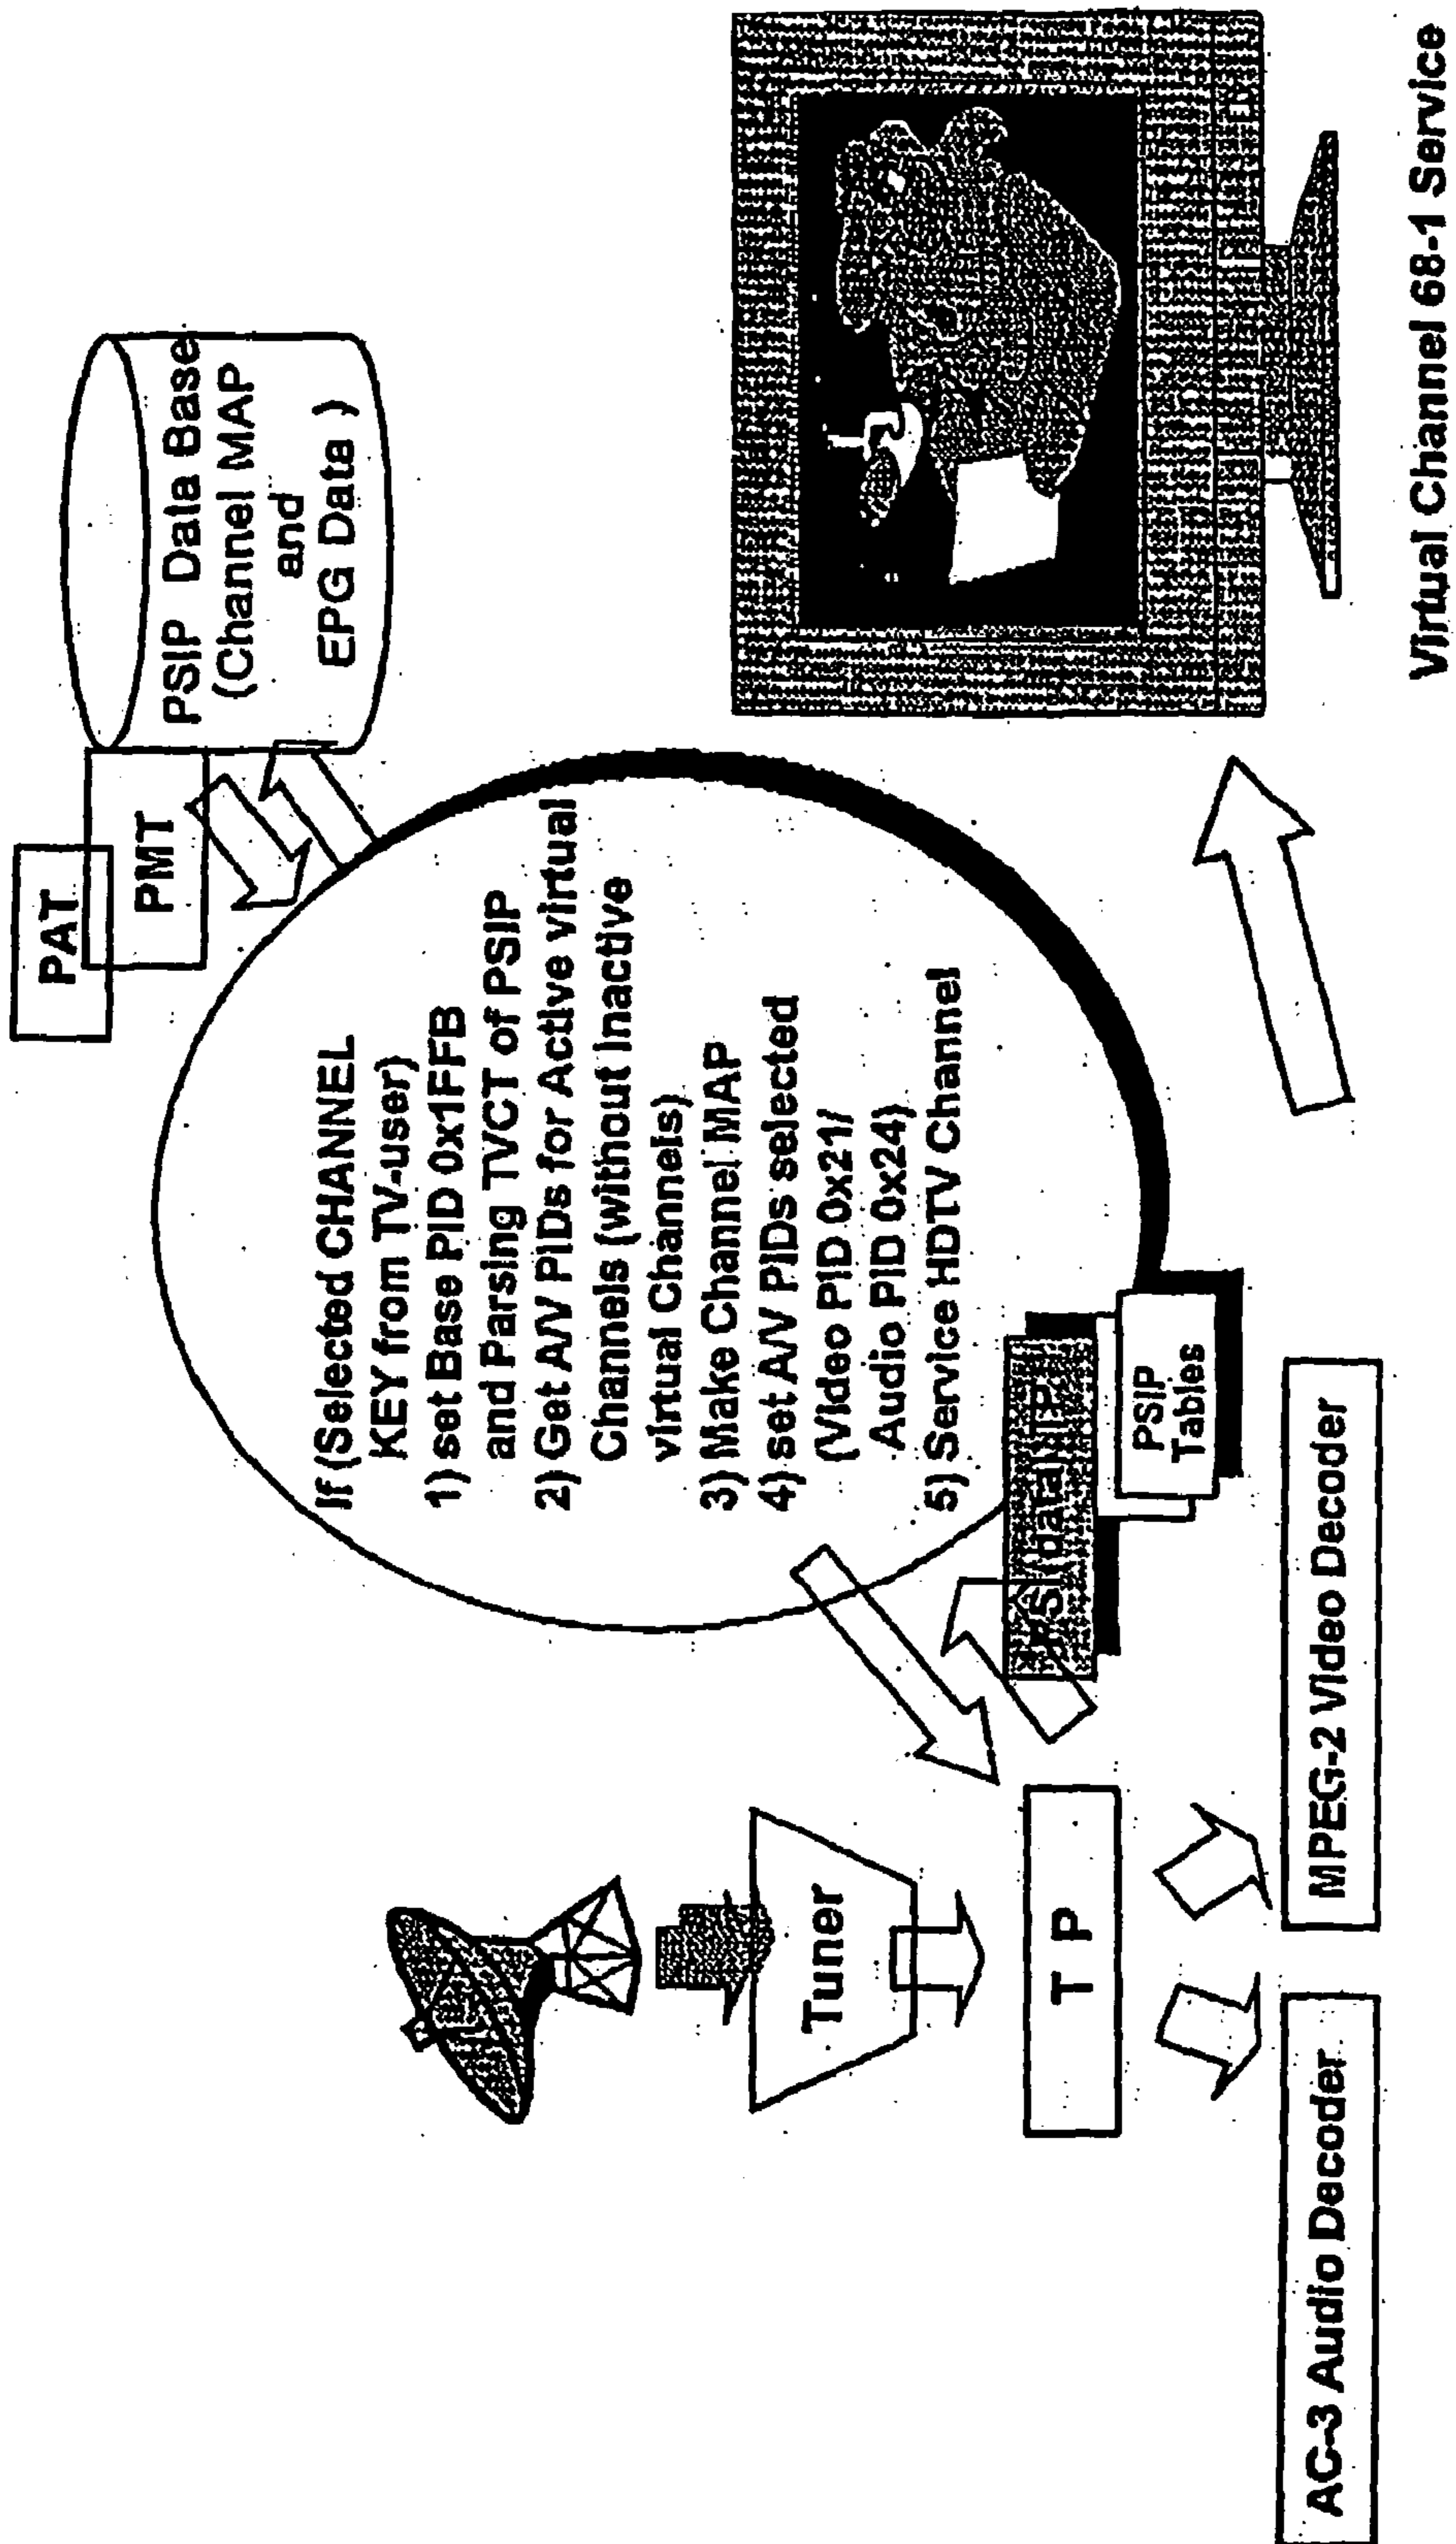 PAT
PMT
PSIP Data Base
(Channel MAP
and
EPG Data )
If (Selected CHANNEL
KEY from TV-user)
1) set Base PID 0x1FFB
and Parsing TVCT of PSIP
2) Get A/V PIDs for Active virtual
Channels (without Inactive
virtual Channels)
3) Make Channel MAP
4) set A/V PIDs selected
(Video PID 0x21/
Audio PID 0x24)
5) Service HDTV Channel
Tuner
T P
PSIP
Tables
AC-3 Audio Decoder
MPEG-2 Video Decoder
Virtual Channel 68-1 Service